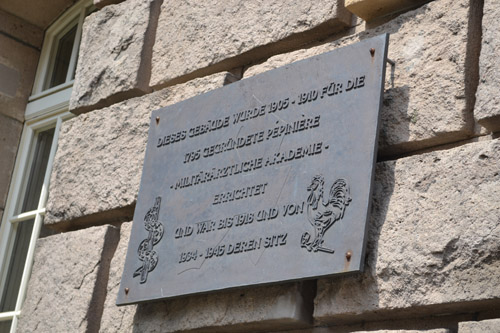 DIESES GEBÄUDE WURDE 1905 - 1910 FÜR DIE
1795 GEGRÜNDETE PÉPINIÈRE
- MILITÄRÄRZTLICHE AKADEMIE -
ERRICHTET
UND WAR BIS 1918 UND VON
1934 - 1945 DEREN SITZ